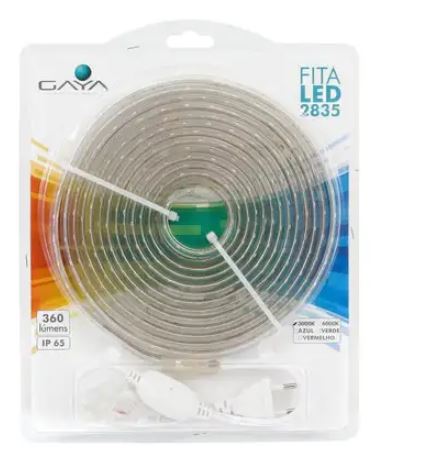 GAYA
FITA
LED
2835
360
lúmens
IP 65
3000K 6000K
AZUL VERDE
VERMELHO